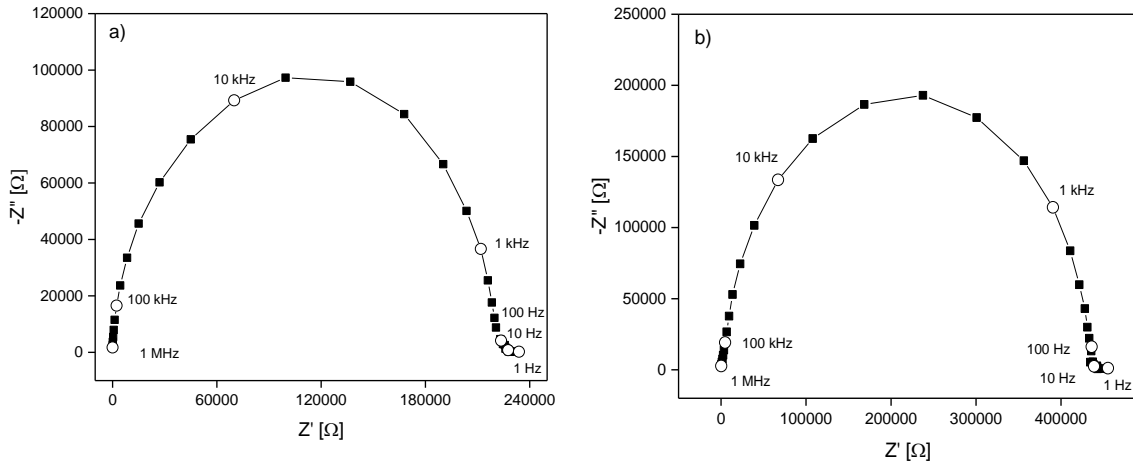 a)
120000
100000
80000
60000
40000
20000
0
-Z" [Ω]
10 kHz
1 kHz
100 kHz
100 Hz
10 Hz
1 MHz
1 Hz
0 60000 120000 180000 240000
Z' [Ω]
b)
250000
200000
150000
100000
50000
0
-Z" [Ω]
10 kHz
1 kHz
100 kHz
100 Hz
1 MHz
10 Hz
1 Hz
0 100000 200000 300000 400000
Z' [Ω]